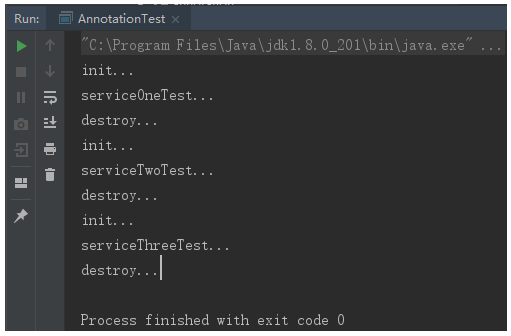 Run:
AnnotationTest
"C:\Program Files\Java\jdk1.8.0_201\bin\java.exe" ...
init...
serviceOneTest...
destroy...
init...
serviceTwoTest...
destroy...
init...
serviceThreeTest...
destroy...
Process finished with exit code 0